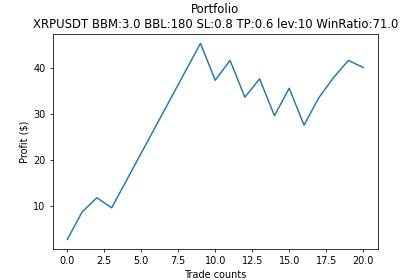 Portfolio
XRPUSDT BBM:3.0 BBL:180 SL:0.8 TP:0.6 lev:10 WinRatio:71.0
40
30
20
10
Profit ($)
0.0 2.5 5.0 7.5 10.0 12.5 15.0 17.5 20.0
Trade counts